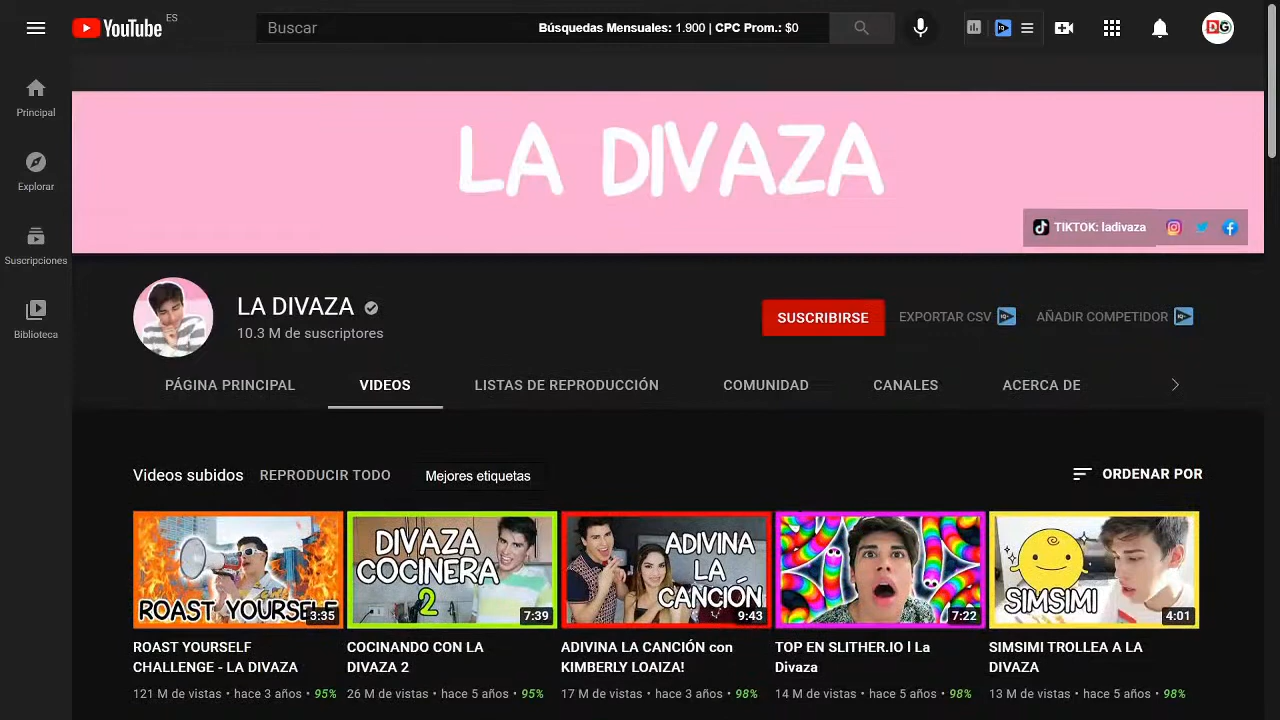 YouTube ES
Buscar
Búsquedas Mensuales: 1.900 | CPC Prom.: $0
DG
Principal
Explorar
Suscripciones
Biblioteca
LA DIVAZA
TIKTOK: ladivaza
LA DIVAZA
10.3 M de suscriptores
SUSCRIBIRSE
EXPORTAR CSV
AÑADIR COMPETIDOR
PÁGINA PRINCIPAL
VIDEOS
LISTAS DE REPRODUCCIÓN
COMUNIDAD
CANALES
ACERCA DE
Videos subidos
REPRODUCIR TODO
Mejores etiquetas
ORDENAR POR
ROAST YOURSELF
3:35
ROAST YOURSELF
CHALLENGE - LA DIVAZA
121 M de vistas • hace 3 años • 95%
DIVAZA
COCINERA
2
7:39
COCINANDO CON LA
DIVAZA 2
26 M de vistas • hace 5 años • 95%
ADIVINA
LA
CANCIÓN
9:43
ADIVINA LA CANCIÓN con
KIMBERLY LOAIZA!
17 M de vistas • hace 3 años • 98%
7:22
TOP EN SLITHER.IO l La
Divaza
14 M de vistas • hace 5 años • 98%
SIMSIMI
4:01
SIMSIMI TROLLEA A LA
DIVAZA
13 M de vistas • hace 5 años • 98%